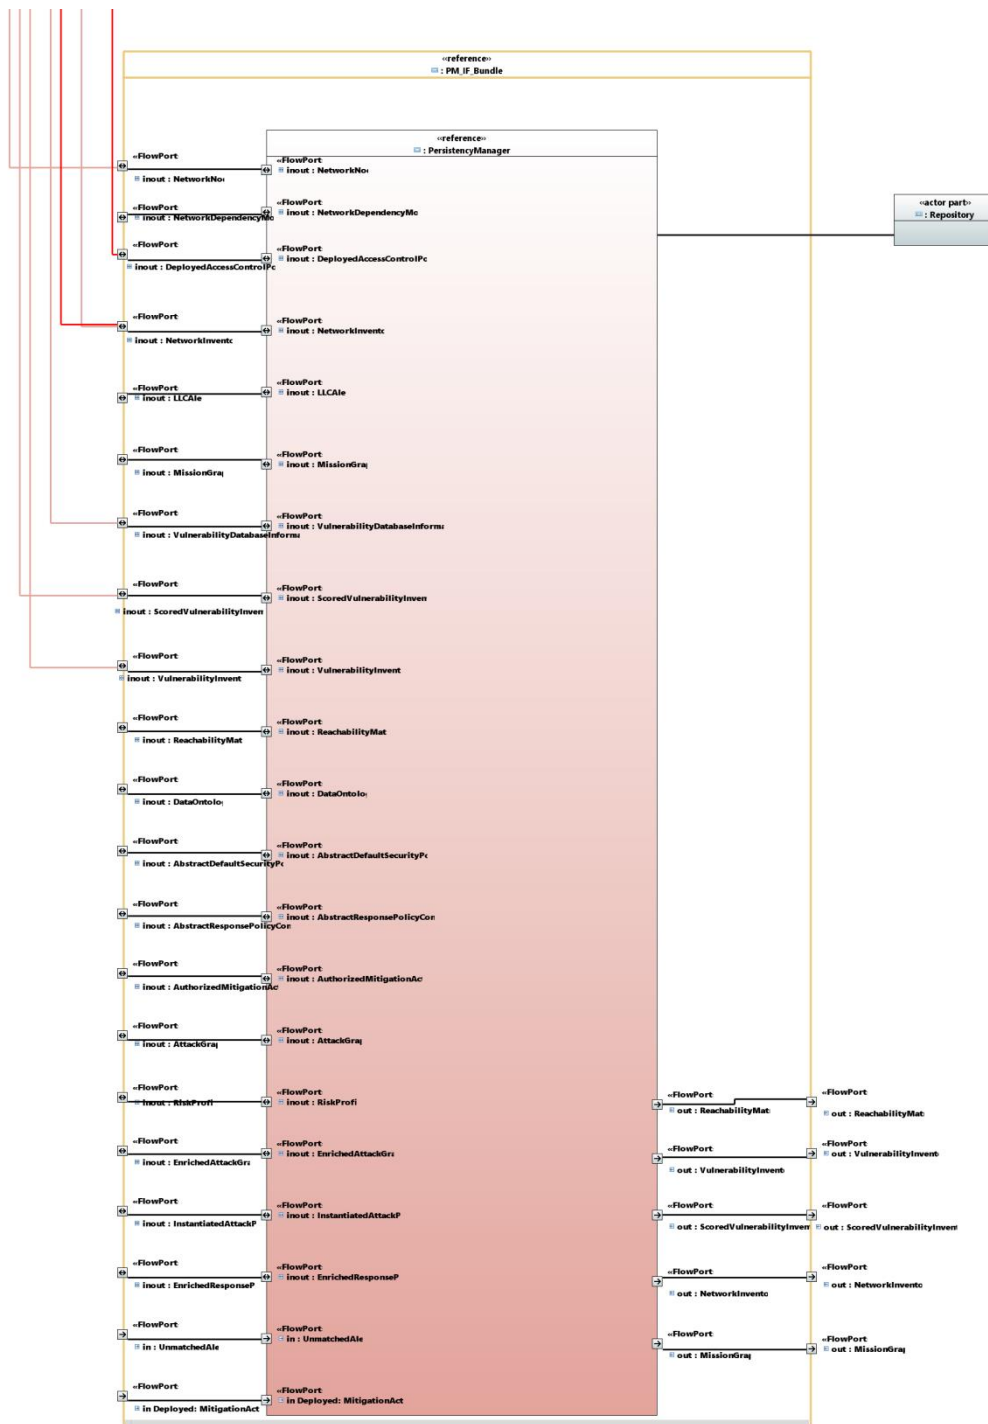 «reference»
: PM_IF_Bundle
«reference»
: PersistencyManager
«actor part»
: Repository
«FlowPort
inout : NetworkNo
«FlowPort
inout : NetworkNo
«FlowPort
inout : NetworkDependencyMo
«FlowPort
inout : NetworkDependencyMo
«FlowPort
inout : DeployedAccessControlPo
«FlowPort
inout : DeployedAccessControlPo
«FlowPort
inout : NetworkInvento
«FlowPort
inout : NetworkInvento
«FlowPort
inout : LLCAle
«FlowPort
inout : LLCAle
«FlowPort
inout : MissionGra
«FlowPort
inout : MissionGra
«FlowPort
inout : VulnerabilityDatabaseInforma
«FlowPort
inout : VulnerabilityDatabaseInforma
«FlowPort
inout : ScoredVulnerabilityInven
«FlowPort
inout : ScoredVulnerabilityInven
«FlowPort
inout : VulnerabilityInvent
«FlowPort
inout : VulnerabilityInvent
«FlowPort
inout : ReachabilityMat
«FlowPort
inout : ReachabilityMat
«FlowPort
inout : DataOntolo
«FlowPort
inout : DataOntolo
«FlowPort
inout : AbstractDefaultSecurityPo
«FlowPort
inout : AbstractDefaultSecurityPo
«FlowPort
inout : AbstractResponsePolicyCon
«FlowPort
inout : AbstractResponsePolicyCon
«FlowPort
inout : AuthorizedMitigationAc
«FlowPort
inout : AuthorizedMitigationAc
«FlowPort
inout : AttackGra
«FlowPort
inout : AttackGra
«FlowPort
inout : RiskProfi
«FlowPort
inout : RiskProfi
«FlowPort
out : ReachabilityMat
«FlowPort
out : ReachabilityMat
«FlowPort
inout : EnrichedAttackGra
«FlowPort
inout : EnrichedAttackGra
«FlowPort
out : VulnerabilityInvent
«FlowPort
out : VulnerabilityInvent
«FlowPort
inout : InstantiatedAttackP
«FlowPort
inout : InstantiatedAttackP
«FlowPort
out : ScoredVulnerabilityInven
«FlowPort
out : ScoredVulnerabilityInven
«FlowPort
inout : EnrichedResponseP
«FlowPort
inout : EnrichedResponseP
«FlowPort
out : NetworkInvento
«FlowPort
out : NetworkInvento
«FlowPort
in : UnmatchedAle
«FlowPort
in : UnmatchedAle
«FlowPort
out : MissionGra
«FlowPort
out : MissionGra
«FlowPort
in Deployed: MitigationAct
«FlowPort
in Deployed: MitigationAct